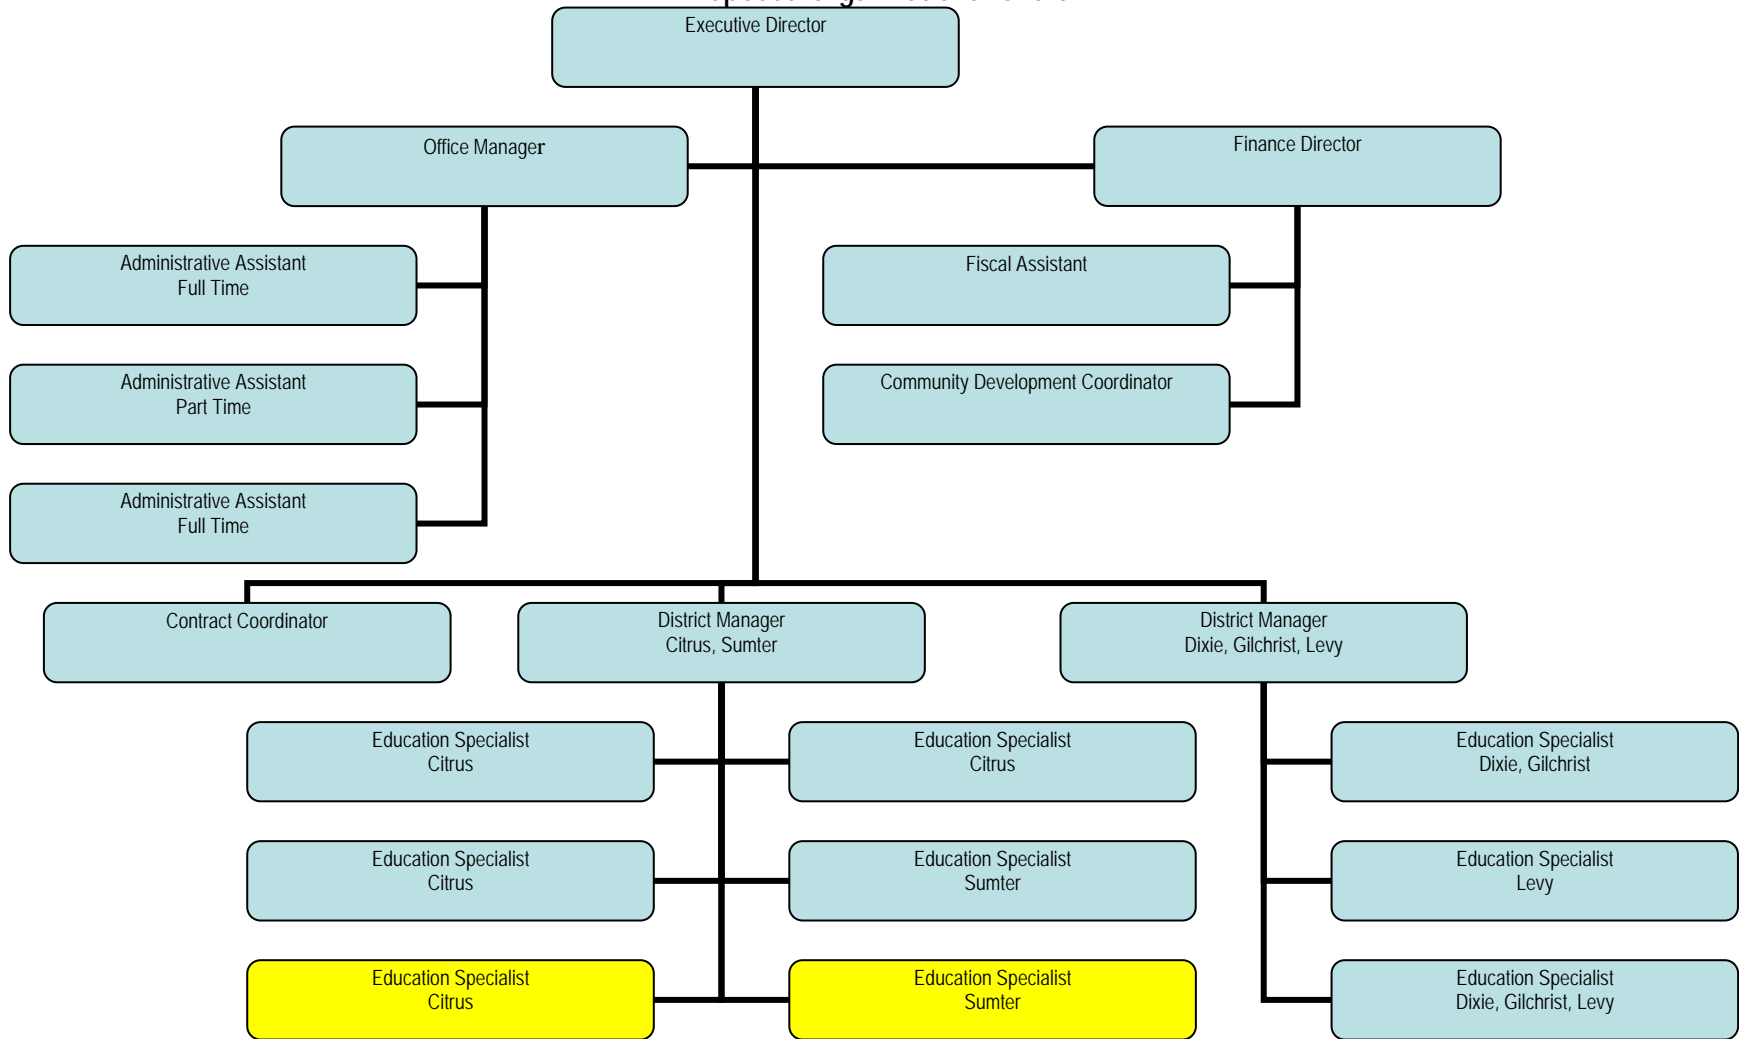 Executive Director
Office Manager
Finance Director
Administrative Assistant
Full Time
Fiscal Assistant
Administrative Assistant
Part Time
Community Development Coordinator
Administrative Assistant
Full Time
Contract Coordinator
District Manager
Citrus, Sumter
District Manager
Dixie, Gilchrist, Levy
Education Specialist
Citrus
Education Specialist
Citrus
Education Specialist
Dixie, Gilchrist
Education Specialist
Citrus
Education Specialist
Sumter
Education Specialist
Levy
Education Specialist
Citrus
Education Specialist
Sumter
Education Specialist
Dixie, Gilchrist, Levy